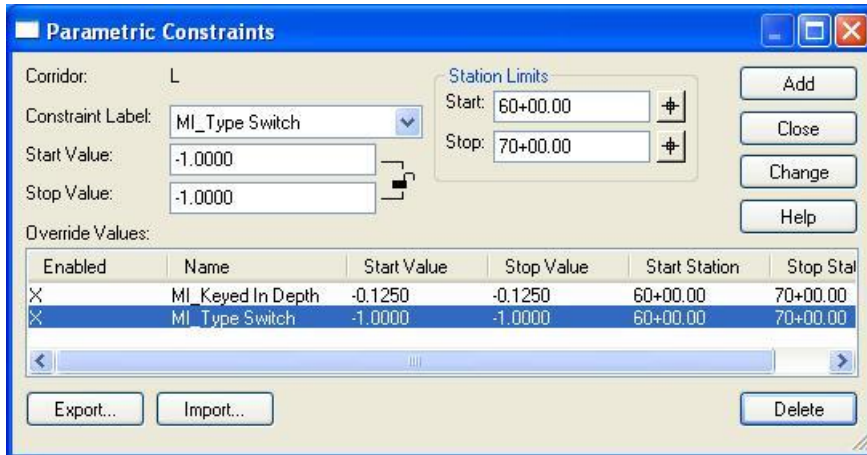 Parametric Constraints
Corridor: L
Constraint Label: MI_Type Switch
Start Value: -1.0000
Stop Value: -1.0000
Station Limits
Start: 60+00.00
Stop: 70+00.00
Add
Close
Change
Help
Override Values:
Enabled Name Start Value Stop Value Start Station Stop Stal
X MI_Keyed In Depth -0.1250 -0.1250 60+00.00 70+00.00
X MI_Type Switch -1.0000 -1.0000 60+00.00 70+00.00
Export... Import... Delete